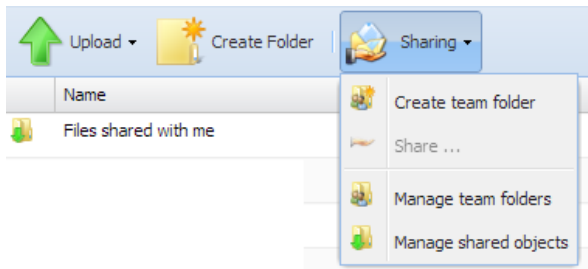 Upload
Create Folder
Sharing
Name
Files shared with me
Create team folder
Share ...
Manage team folders
Manage shared objects